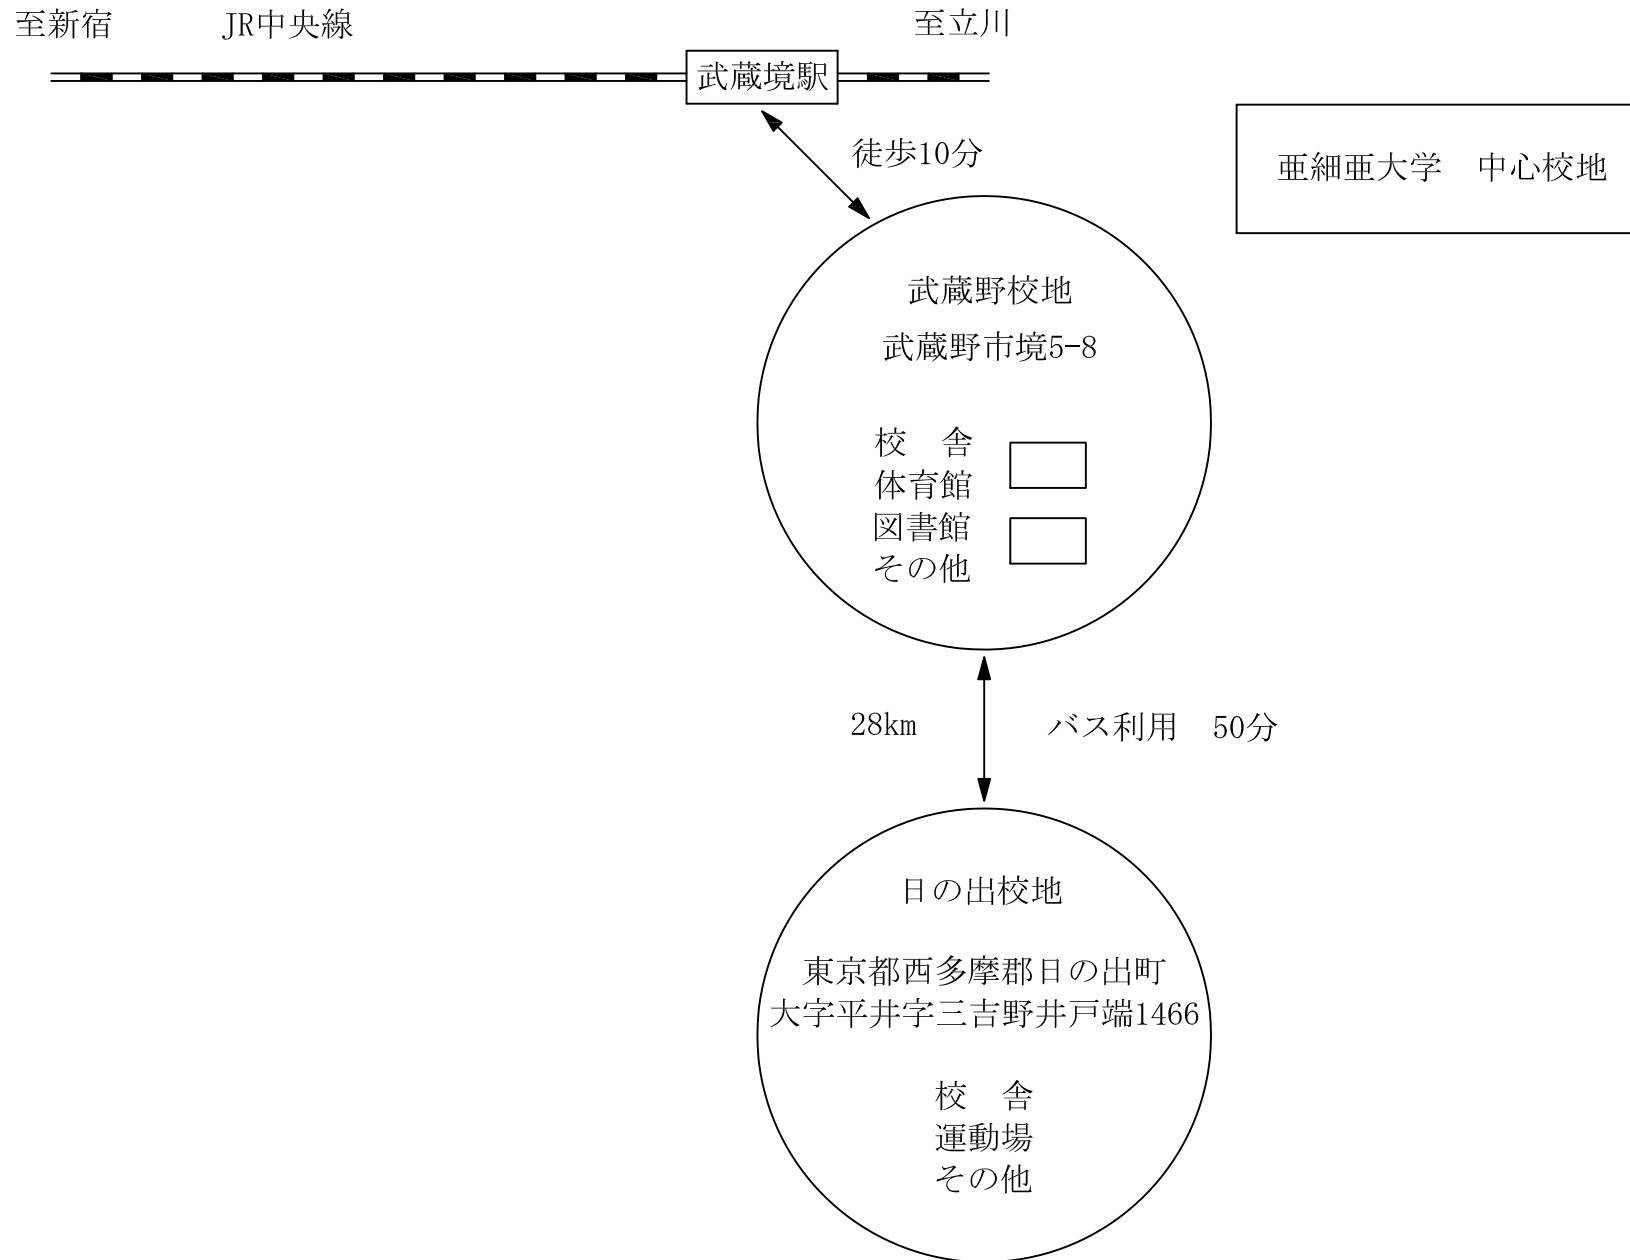 至新宿　JR中央線　至立川
武蔵境駅
徒歩10分
亜細亜大学　中心校地
武蔵野校地
武蔵野市境5-8
校　舎
体育館
図書館
その他
28km　バス利用　50分
日の出校地
東京都西多摩郡日の出町
大字平井字三吉野井戸端1466
校　舎
運動場
その他